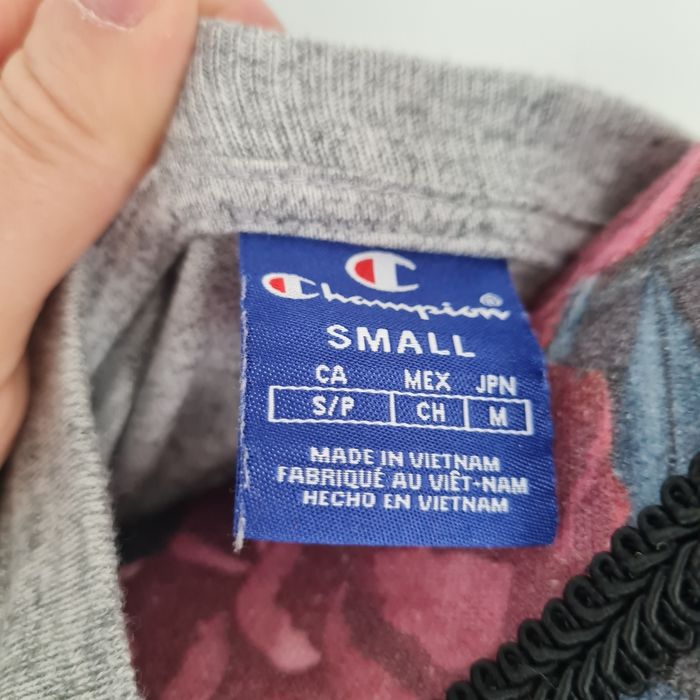 Champion®
SMALL
CA MEX JPN
S/P CH M
MADE IN VIETNAM
FABRIQUÉ AU VIÊT-NAM
HECHO EN VIETNAM